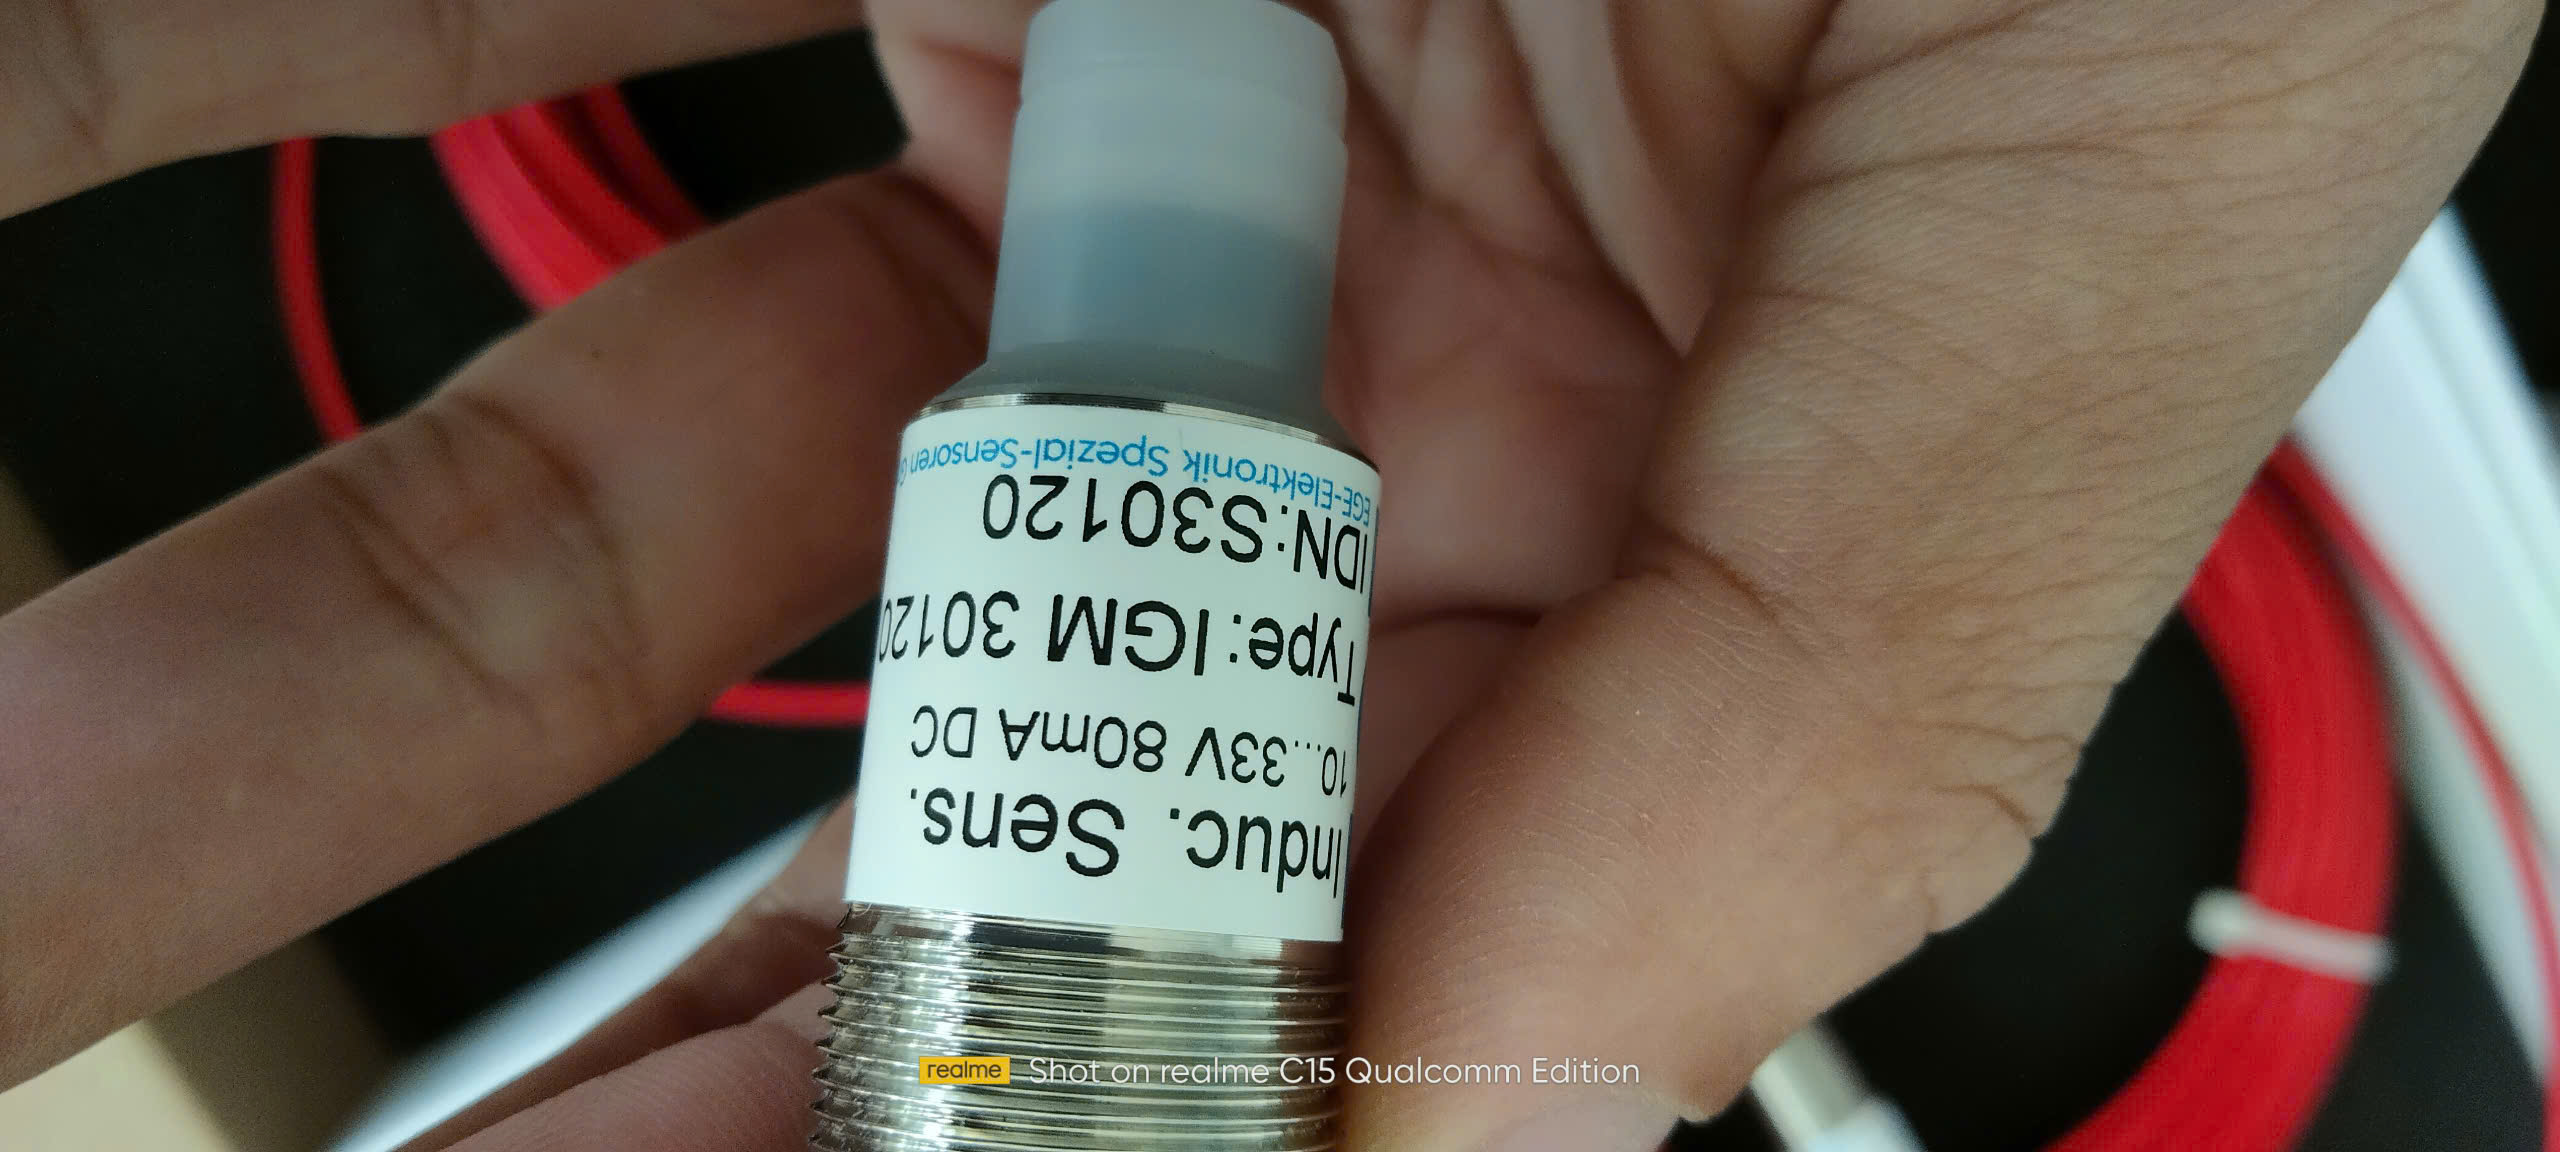 Induc. Sens.
10...33V 80mA DC
Type: IGM 30120
IDN: S30120
EGE-Elektronik Spezial-Sensoren
realme Shot on realme C15 Qualcomm Edition